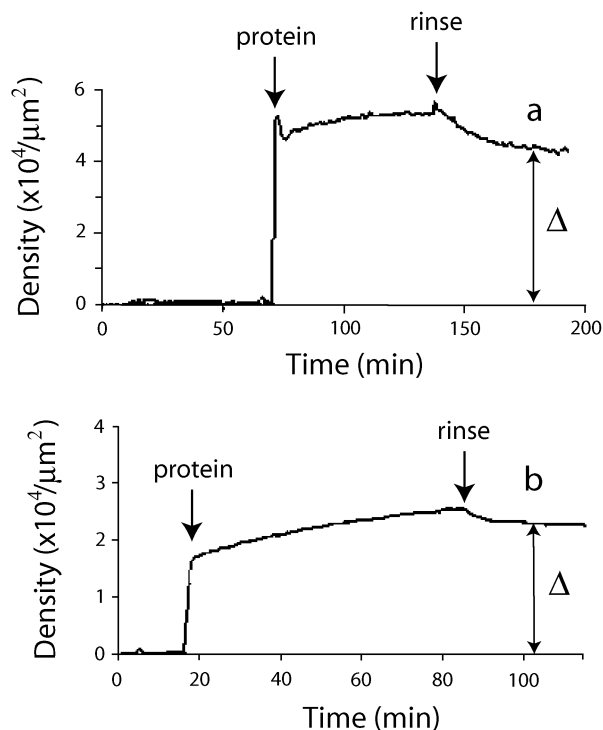 protein
rinse
6
a
4
Δ
2
0
Density (x10⁴/μm²)
0 50 100 150 200
Time (min)
4
rinse
protein
b
3
2
Δ
1
0
Density (x10⁴/μm²)
0 20 40 60 80 100
Time (min)